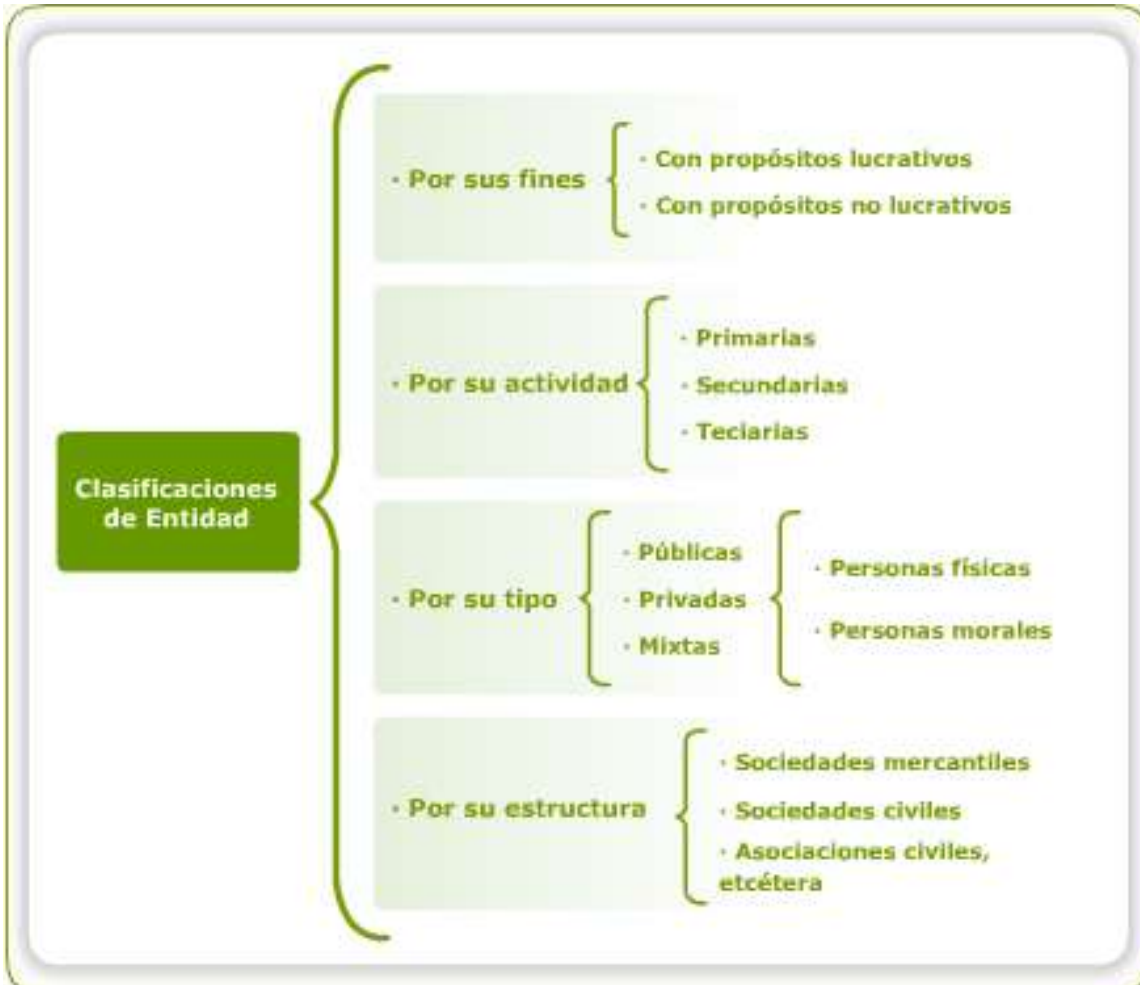 Clasificaciones
de Entidad
· Por sus fines
· Con propósitos lucrativos
· Con propósitos no lucrativos
· Por su actividad
· Primarias
· Secundarias
· Teciarias
· Por su tipo
· Públicas
· Privadas
· Mixtas
· Personas físicas
· Personas morales
· Por su estructura
· Sociedades mercantiles
· Sociedades civiles
· Asociaciones civiles,
etcétera